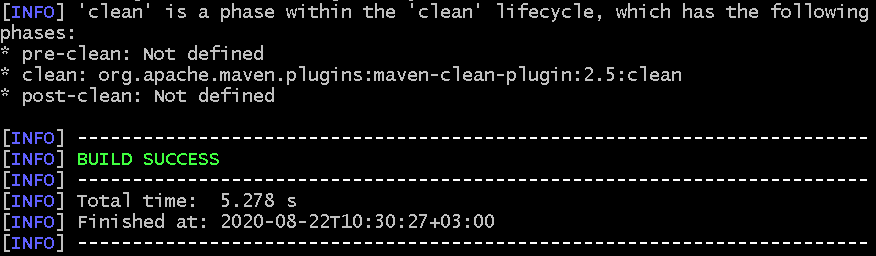 [INFO] 'clean' is a phase within the 'clean' lifecycle, which has the following
phases:
* pre-clean: Not defined
* clean: org.apache.maven.plugins:maven-clean-plugin:2.5:clean
* post-clean: Not defined

[INFO] ------------------------------------------------------------------------
[INFO] BUILD SUCCESS
[INFO] ------------------------------------------------------------------------
[INFO] Total time:  5.278 s
[INFO] Finished at: 2020-08-22T10:30:27+03:00
[INFO] ------------------------------------------------------------------------